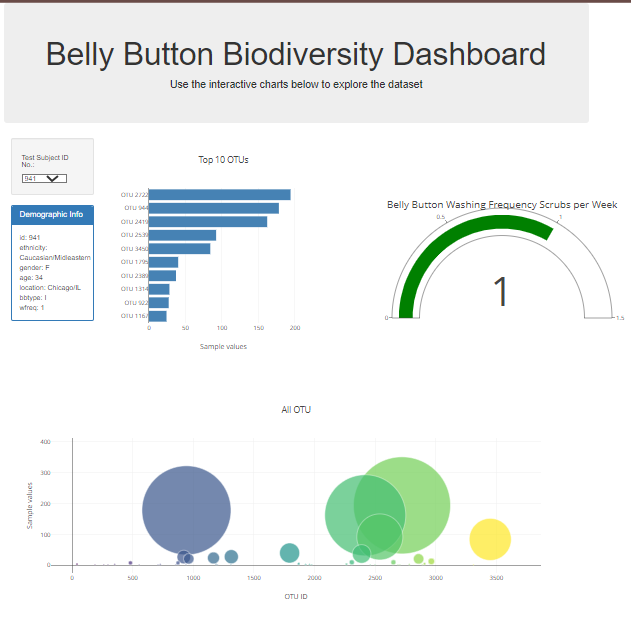 Belly Button Biodiversity Dashboard
Use the interactive charts below to explore the dataset
Test Subject ID
No.:
941
Demographic Info
id: 941
ethnicity:
Caucasian/Mideastern
gender: F
age: 34
location: Chicago/IL
bbtype: I
wfreq: 1
Top 10 OTUs
OTU 2722
OTU 944
OTU 2419
OTU 2539
OTU 3450
OTU 1795
OTU 2389
OTU 1314
OTU 922
OTU 1167
0 50 100 150 200
Sample values
Belly Button Washing Frequency Scrubs per Week
0.5 1
1
0 1.5
All OTU
400
300
200
100
0
Sample values
0 500 1000 1500 2000 2500 3000 3500
OTU ID